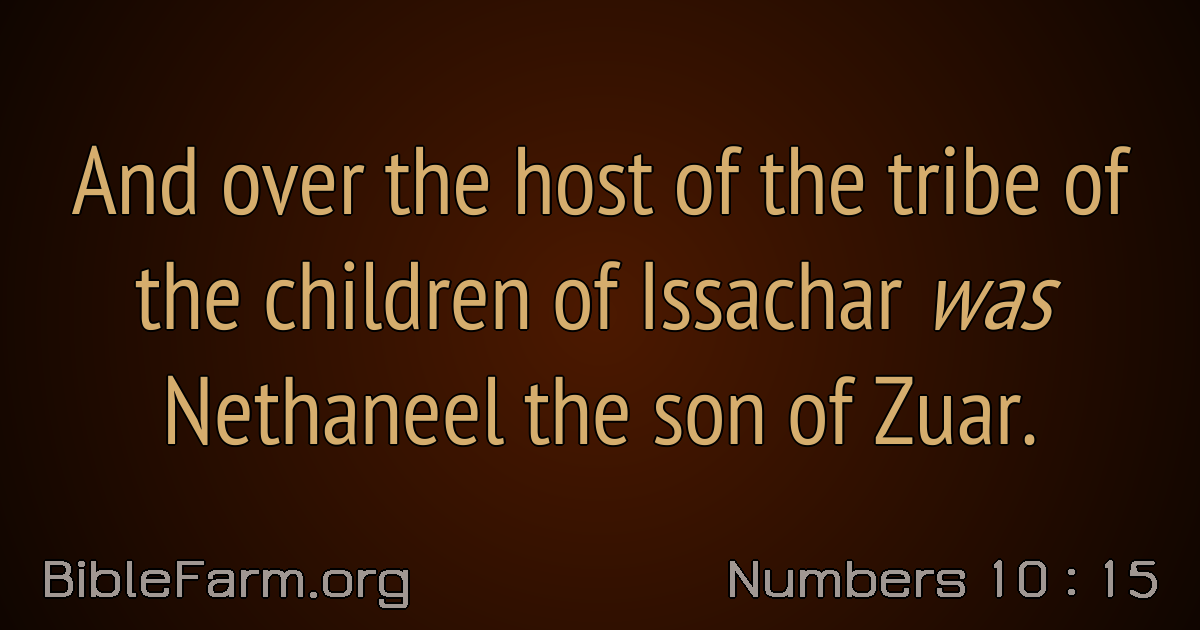 And over the host of the tribe of
the children of Issachar was
Nethaneel the son of Zuar.
BibleFarm.org
Numbers 10 : 15